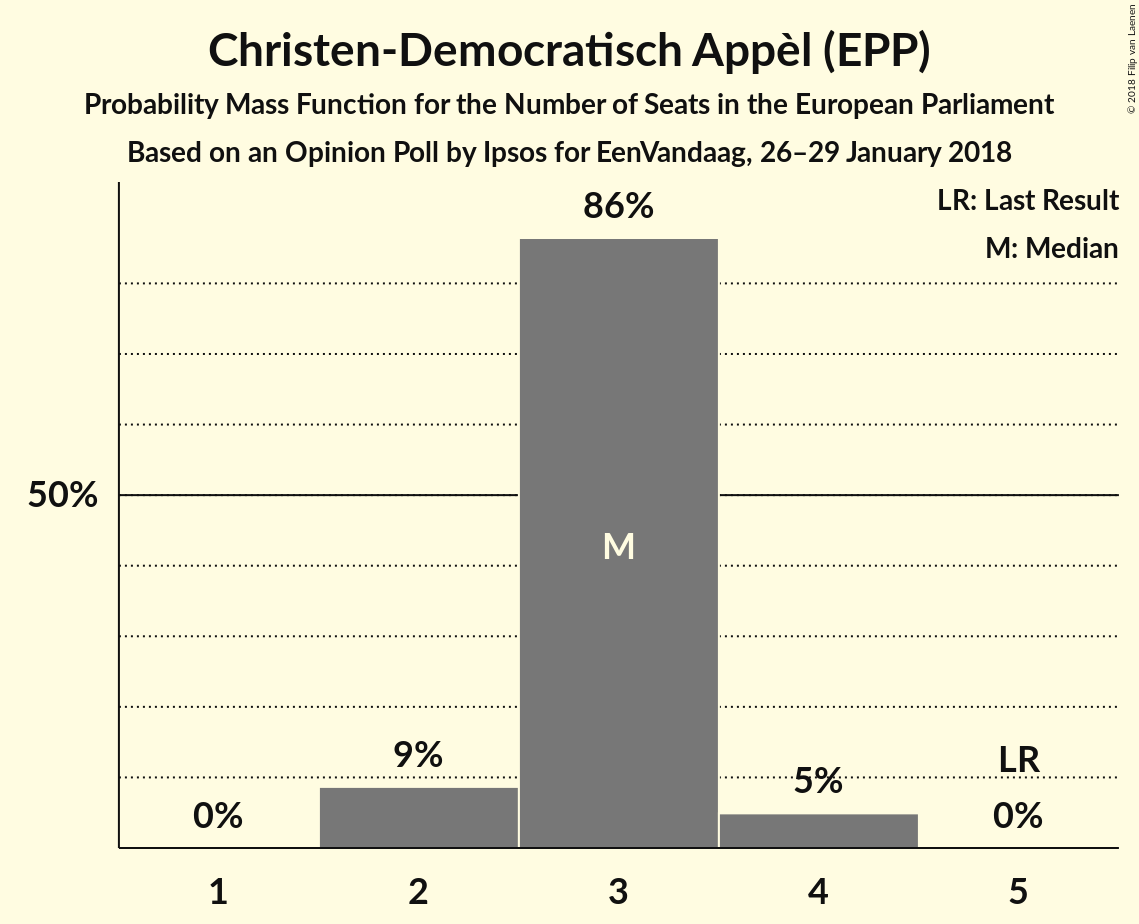 Christen-Democratisch Appèl (EPP)
Probability Mass Function for the Number of Seats in the European Parliament
Based on an Opinion Poll by Ipsos for EenVandaag, 26–29 January 2018
© 2018 Filip van Laenen
LR: Last Result
M: Median
86%
50%
M
9%
LR
5%
0%
0%
1
2
3
4
5